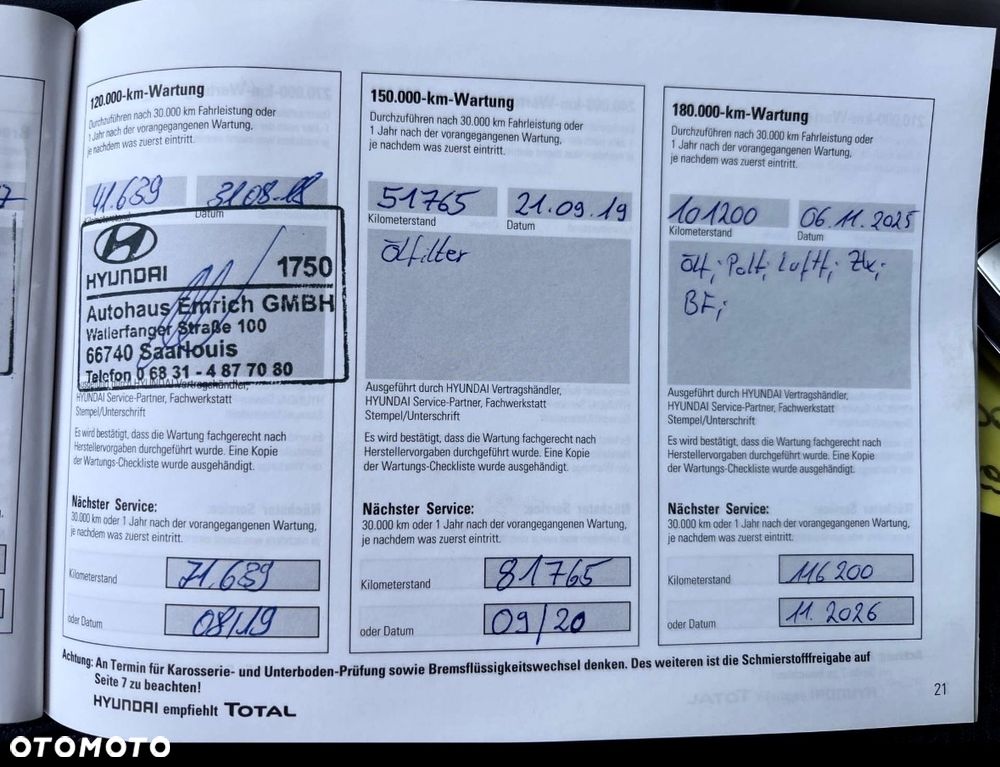 120.000-km-Wartung
Durchzuführen nach 30.000 km Fahrleistung oder
1 Jahr nach der vorangegangenen Wartung,
je nachdem was zuerst eintritt.
41.639 31.08.18
Kilometerstand Datum
HYUNDAI 1750
Autohaus Emrich GMBH
Wallerfanger Straße 100
66740 Saarlouis
Telefon 0 68 31 - 4 87 70 80
Ausgeführt durch HYUNDAI Vertragshändler,
HYUNDAI Service-Partner, Fachwerkstatt
Stempel/Unterschrift
Es wird bestätigt, dass die Wartung fachgerecht nach
Herstellervorgaben durchgeführt wurde. Eine Kopie
der Wartungs-Checkliste wurde ausgehändigt.
Nächster Service:
30.000 km oder 1 Jahr nach der vorangegangenen Wartung,
je nachdem was zuerst eintritt.
Kilometerstand 71.639
oder Datum 08/19
150.000-km-Wartung
Durchzuführen nach 30.000 km Fahrleistung oder
1 Jahr nach der vorangegangenen Wartung,
je nachdem was zuerst eintritt.
51765 21.09.19
Kilometerstand Datum
Ölfilter
Ausgeführt durch HYUNDAI Vertragshändler,
HYUNDAI Service-Partner, Fachwerkstatt
Stempel/Unterschrift
Es wird bestätigt, dass die Wartung fachgerecht nach
Herstellervorgaben durchgeführt wurde. Eine Kopie
der Wartungs-Checkliste wurde ausgehändigt.
Nächster Service:
30.000 km oder 1 Jahr nach der vorangegangenen Wartung,
je nachdem was zuerst eintritt.
Kilometerstand 81765
oder Datum 09/20
180.000-km-Wartung
Durchzuführen nach 30.000 km Fahrleistung oder
1 Jahr nach der vorangegangenen Wartung,
je nachdem was zuerst eintritt.
101200 06.11.2025
Kilometerstand Datum
Ölf; Polf; Luftf;
BF;
Ausgeführt durch HYUNDAI Vertragshändler,
HYUNDAI Service-Partner, Fachwerkstatt
Stempel/Unterschrift
Es wird bestätigt, dass die Wartung fachgerecht nach
Herstellervorgaben durchgeführt wurde. Eine Kopie
der Wartungs-Checkliste wurde ausgehändigt.
Nächster Service:
30.000 km oder 1 Jahr nach der vorangegangenen Wartung,
je nachdem was zuerst eintritt.
Kilometerstand 116200
oder Datum 11.2026
Achtung: An Termin für Karosserie- und Unterboden-Prüfung sowie Bremsflüssigkeitswechsel denken. Des weiteren ist die Schmierstofffreigabe auf
Seite 7 zu beachten!
HYUNDAI empfiehlt TOTAL
21
OTOMOTO